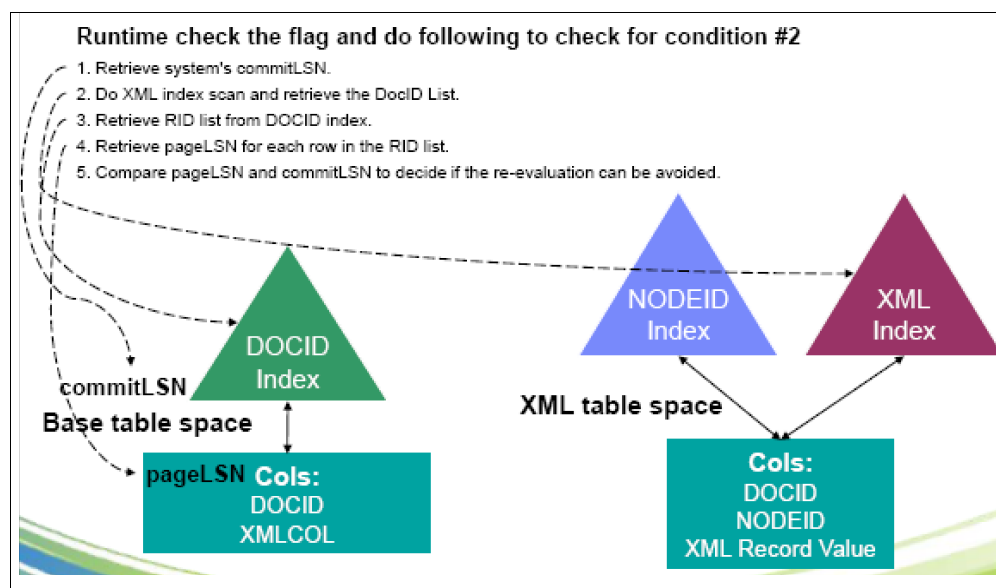 Runtime check the flag and do following to check for condition #2
1. Retrieve system's commitLSN.
2. Do XML index scan and retrieve the DocID List.
3. Retrieve RID list from DOCID index.
4. Retrieve pageLSN for each row in the RID list.
5. Compare pageLSN and commitLSN to decide if the re-evaluation can be avoided.
DOCID
Index
commitLSN
Base table space
pageLSN Cols:
DOCID
XMLCOL
NODEID
Index
XML
Index
XML table space
Cols:
DOCID
NODEID
XML Record Value